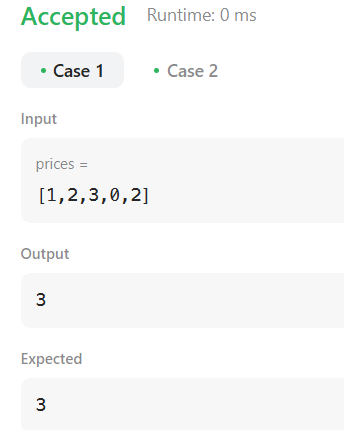 Accepted Runtime: 0 ms
• Case 1 • Case 2
Input
prices =
[1,2,3,0,2]
Output
3
Expected
3